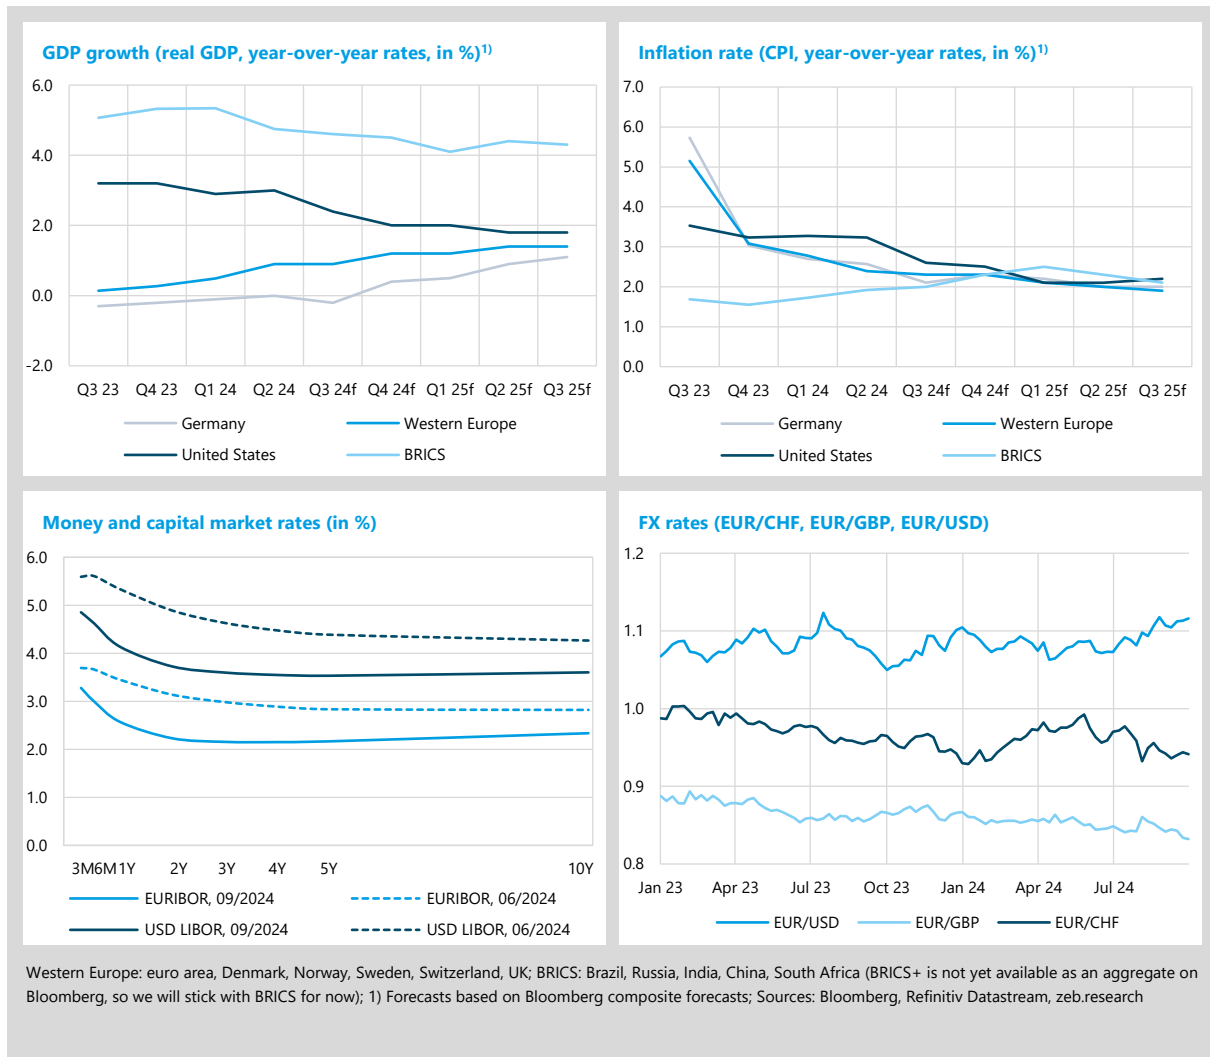 GDP growth (real GDP, year-over-year rates, in %)1)
6.0
4.0
2.0
0.0
-2.0
Q3 23 Q4 23 Q1 24 Q2 24 Q3 24f Q4 24f Q1 25f Q2 25f Q3 25f
Germany Western Europe
United States BRICS
Inflation rate (CPI, year-over-year rates, in %)1)
7.0
6.0
5.0
4.0
3.0
2.0
1.0
0.0
Q3 23 Q4 23 Q1 24 Q2 24 Q3 24f Q4 24f Q1 25f Q2 25f Q3 25f
Germany Western Europe
United States BRICS
Money and capital market rates (in %)
6.0
5.0
4.0
3.0
2.0
1.0
0.0
3M6M1Y 2Y 3Y 4Y 5Y 10Y
EURIBOR, 09/2024 EURIBOR, 06/2024
USD LIBOR, 09/2024 USD LIBOR, 06/2024
FX rates (EUR/CHF, EUR/GBP, EUR/USD)
1.2
1.1
1.0
0.9
0.8
Jan 23 Apr 23 Jul 23 Oct 23 Jan 24 Apr 24 Jul 24
EUR/USD EUR/GBP EUR/CHF
Western Europe: euro area, Denmark, Norway, Sweden, Switzerland, UK; BRICS: Brazil, Russia, India, China, South Africa (BRICS+ is not yet available as an aggregate on
Bloomberg, so we will stick with BRICS for now); 1) Forecasts based on Bloomberg composite forecasts; Sources: Bloomberg, Refinitiv Datastream, zeb.research